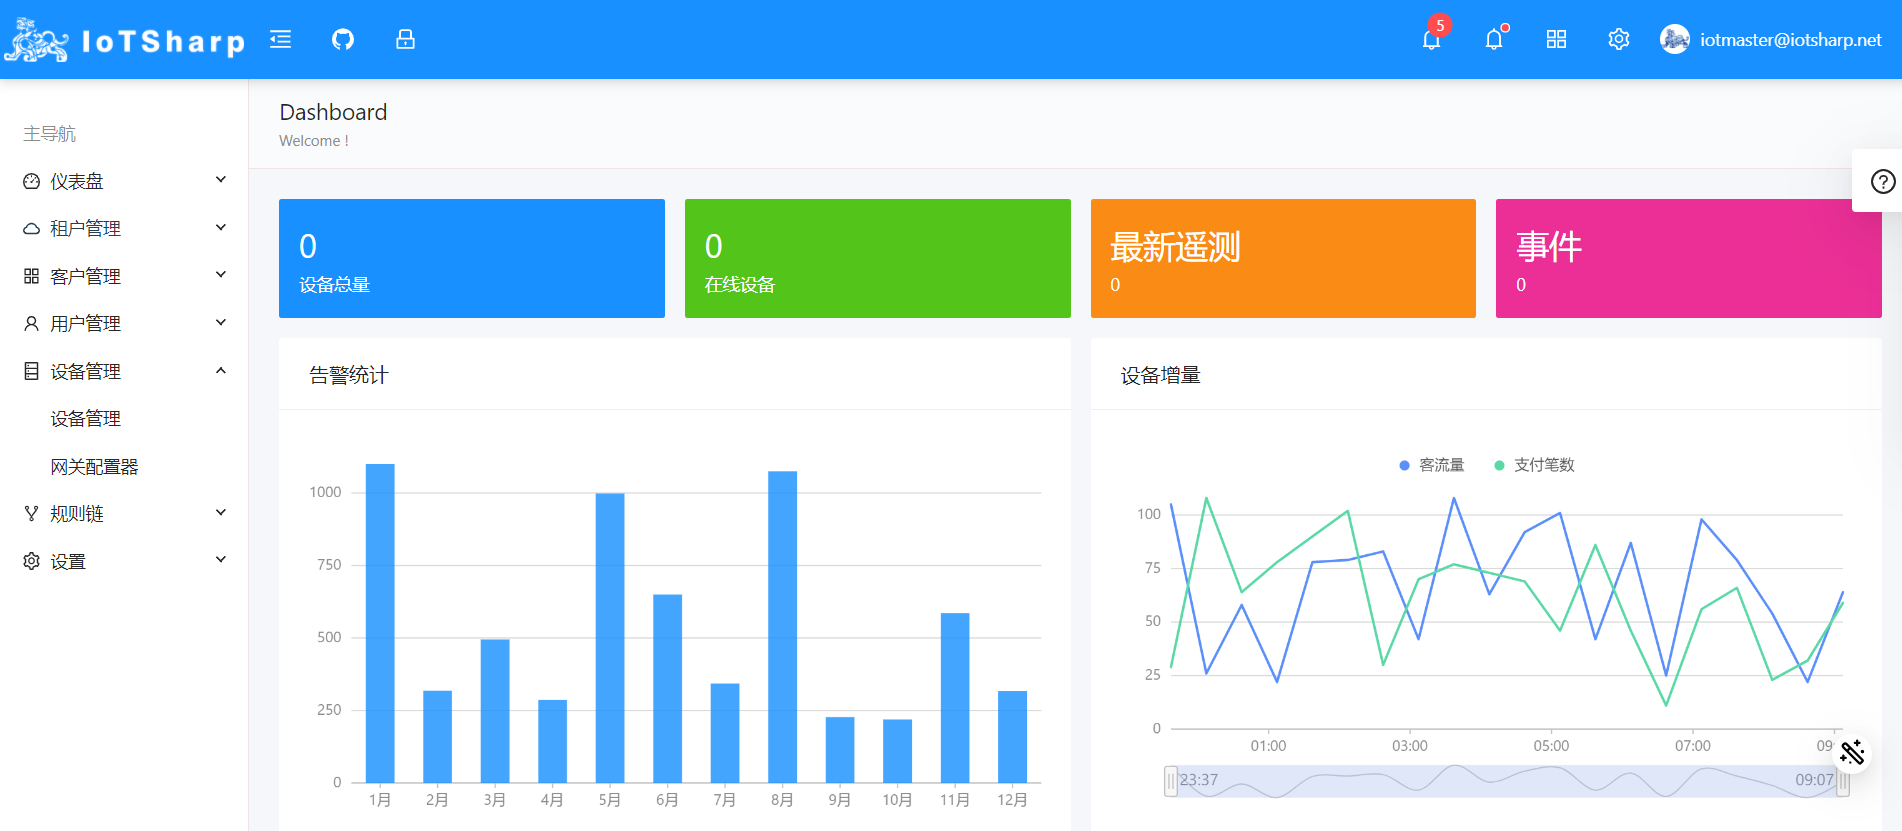 IoTSharp
5
iotmaster@iotsharp.net
主导航
仪表盘
租户管理
客户管理
用户管理
设备管理
设备管理
网关配置器
规则链
设置
Dashboard
Welcome !
0
设备总量
0
在线设备
最新遥测
0
事件
0
告警统计
1000
750
500
250
0
1月 2月 3月 4月 5月 6月 7月 8月 9月 10月 11月 12月
设备增量
客流量 支付笔数
100
75
50
25
0
01:00 03:00 05:00 07:00 09:
23:37 09:07